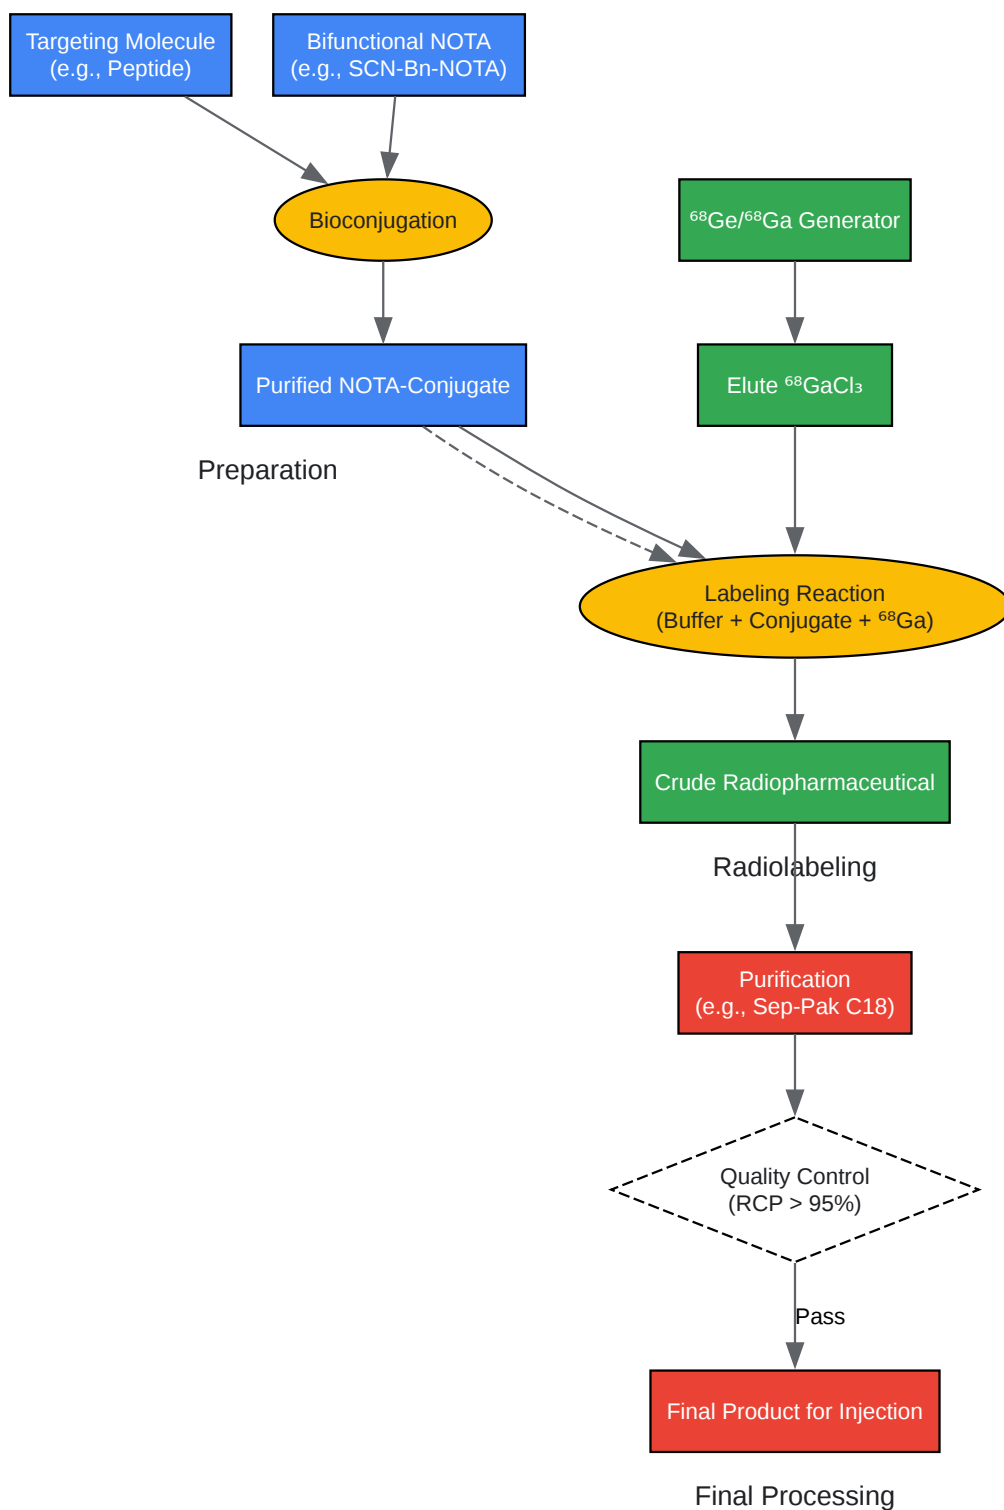 Targeting Molecule
(e.g., Peptide)
Bifunctional NOTA
(e.g., SCN-Bn-NOTA)
Bioconjugation
⁶⁸Ge/⁶⁸Ga Generator
Purified NOTA-Conjugate
Elute ⁶⁸GaCl₃
Preparation
Labeling Reaction
(Buffer + Conjugate + ⁶⁸Ga)
Crude Radiopharmaceutical
Radiolabeling
Purification
(e.g., Sep-Pak C18)
Quality Control
(RCP > 95%)
Pass
Final Product for Injection
Final Processing